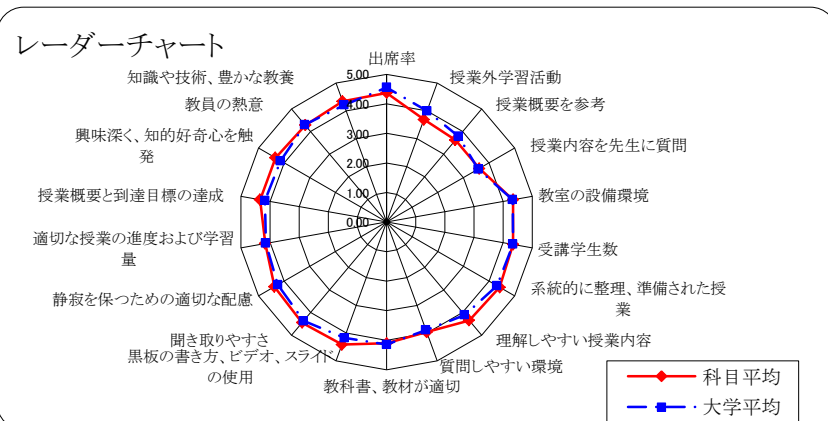 レーダーチャート
出席率
授業外学習活動
授業概要を参考
授業内容を先生に質問
教室の設備環境
受講学生数
系統的に整理、準備された授
業
理解しやすい授業内容
質問しやすい環境
教科書、教材が適切
黒板の書き方、ビデオ、スライド
の使用
聞き取りやすさ
静寂を保つための適切な配慮
適切な授業の進度および学習
量
授業概要と到達目標の達成
興味深く、知的好奇心を触
発
教員の熱意
知識や技術、豊かな教養
5.00
4.00
3.00
2.00
1.00
0.00
科目平均
大学平均